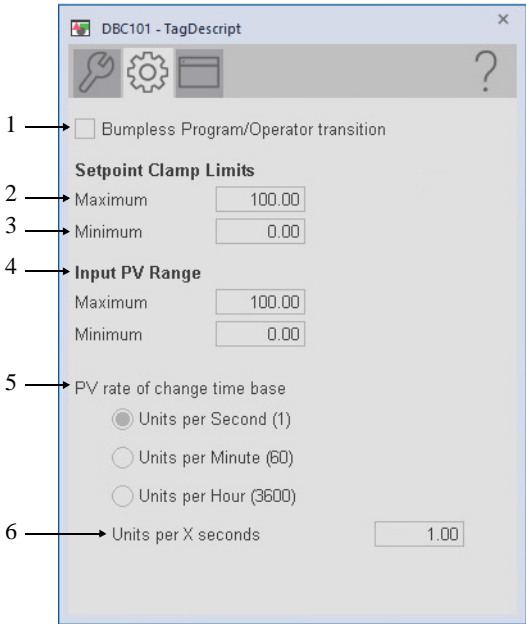 DBC101 - TagDescript
×
?
1 Bumpless Program/Operator transition
Setpoint Clamp Limits
2 Maximum 100.00
3 Minimum 0.00
4 Input PV Range
Maximum 100.00
Minimum 0.00
5 PV rate of change time base
Units per Second (1)
Units per Minute (60)
Units per Hour (3600)
6 Units per X seconds 1.00